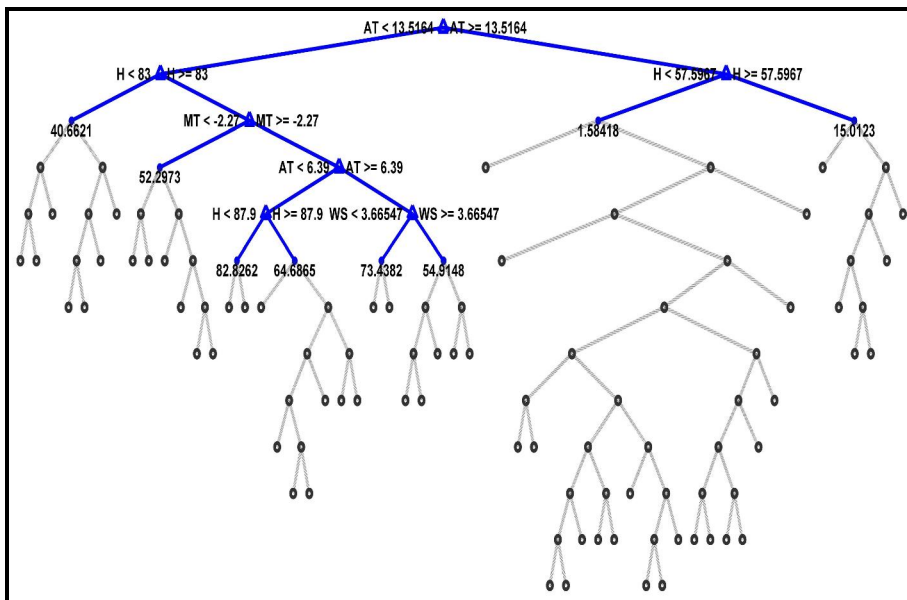 AT < 13.5164 AT >= 13.5164
H < 83 H >= 83
H < 57.5967 H >= 57.5967
40.6621
MT < -2.27 MT >= -2.27
1.58418
15.0123
52.2973
AT < 6.39 AT >= 6.39
H < 87.9 H >= 87.9
WS < 3.66547 WS >= 3.66547
82.8262
64.6865
73.4382
54.9148